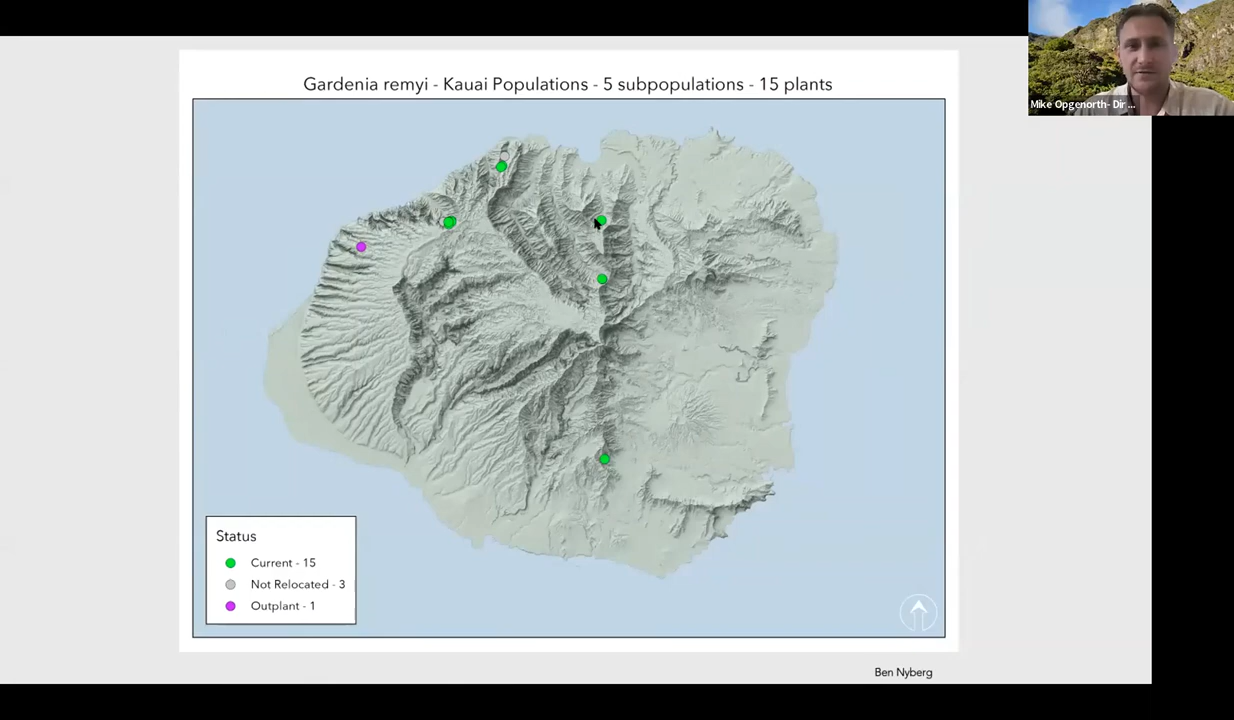 Gardenia remyi - Kauai Populations - 5 subpopulations - 15 plants
Mike Opgenorth- Dir ...
Status
Current - 15
Not Relocated - 3
Outplant - 1
Ben Nyberg